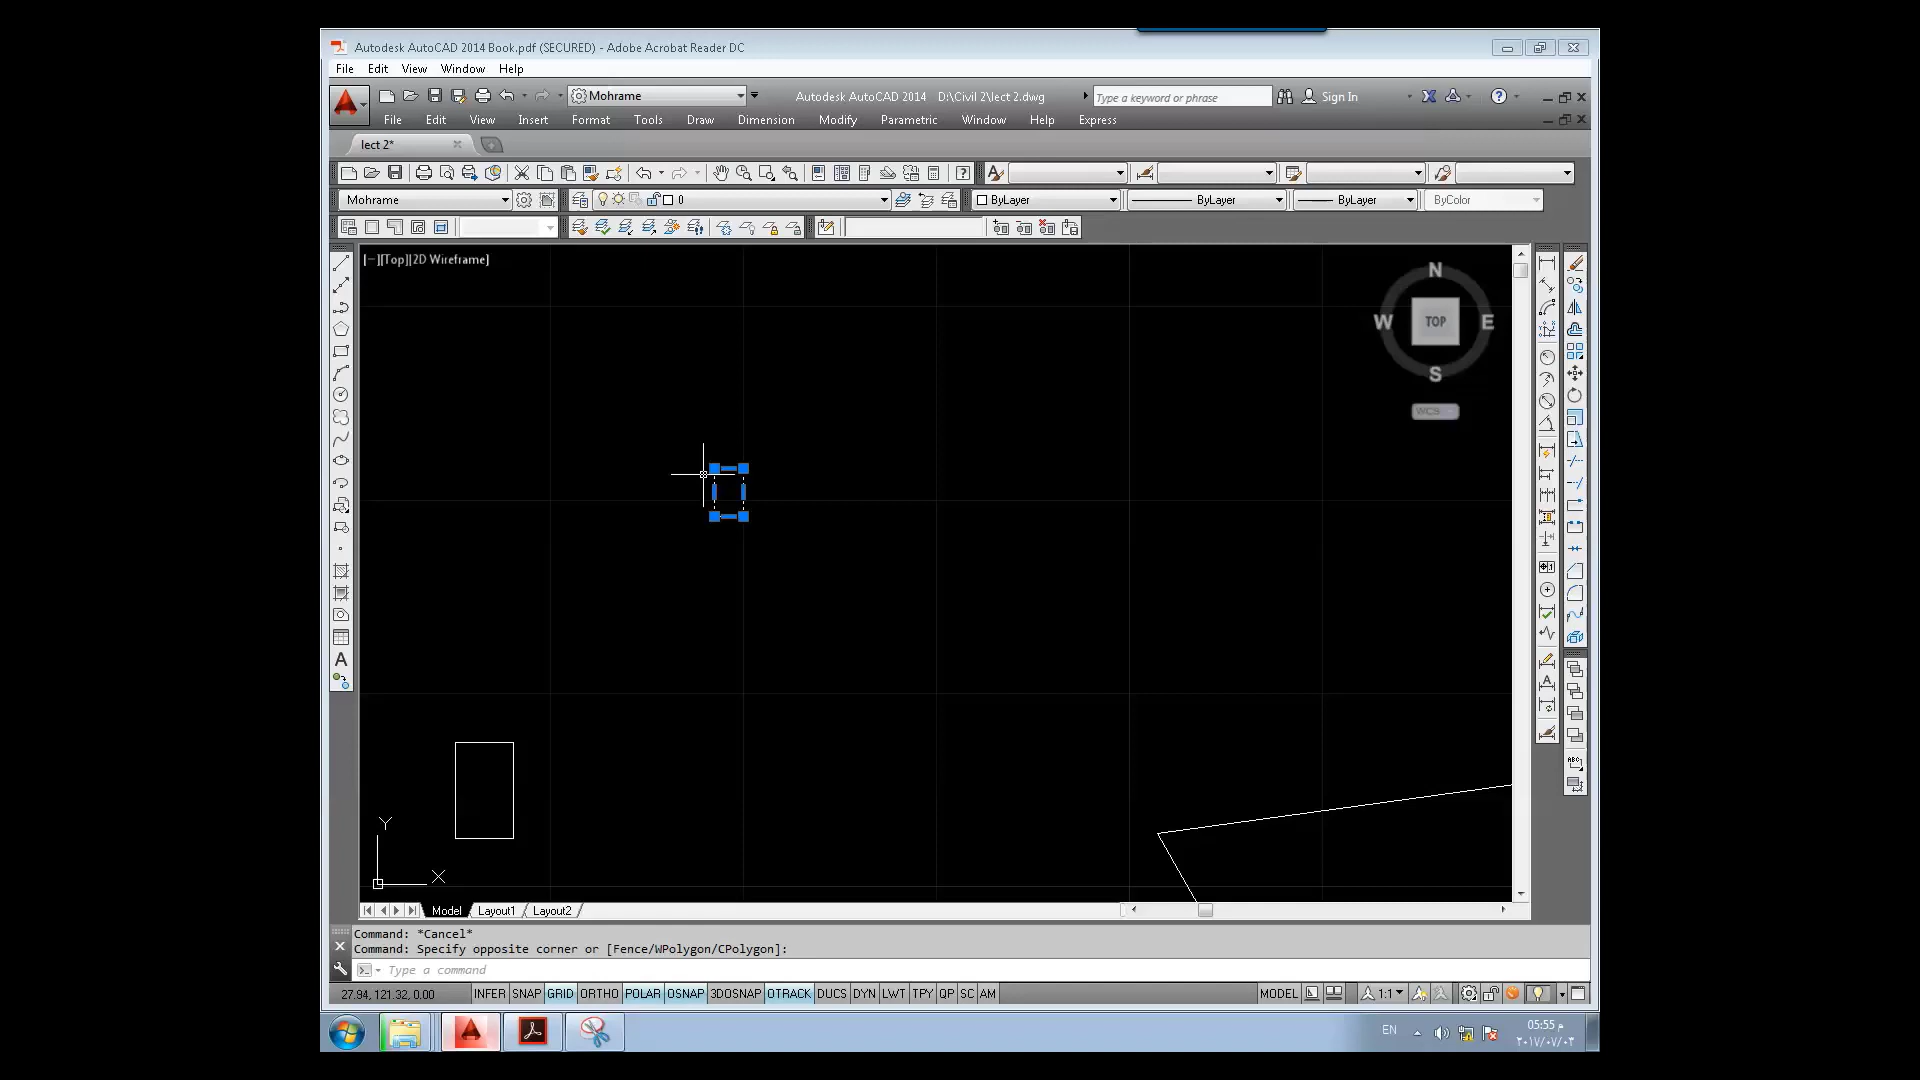 Autodesk AutoCAD 2014 Book.pdf (SECURED) - Adobe Acrobat Reader DC
File Edit View Window Help
Mohrame
Autodesk AutoCAD 2014 D:\Civil 2\lect 2.dwg
Type a keyword or phrase
Sign In
File Edit View Insert Format Tools Draw Dimension Modify Parametric Window Help Express
lect 2*
Mohrame
0
ByLayer
ByLayer
ByLayer
ByColor
[−][Top][2D Wireframe]
N
W TOP E
S
WCS
Y
X
Model Layout1 Layout2
Command: *Cancel*
Command: Specify opposite corner or [Fence/WPolygon/CPolygon]:
Type a command
27.94, 121.32, 0.00
INFER SNAP GRID ORTHO POLAR OSNAP 3DOSNAP OTRACK DUCS DYN LWT TPY QP SC AM
MODEL
1:1
EN
05:55 م
٢٠١٧/٠٧/٠٣